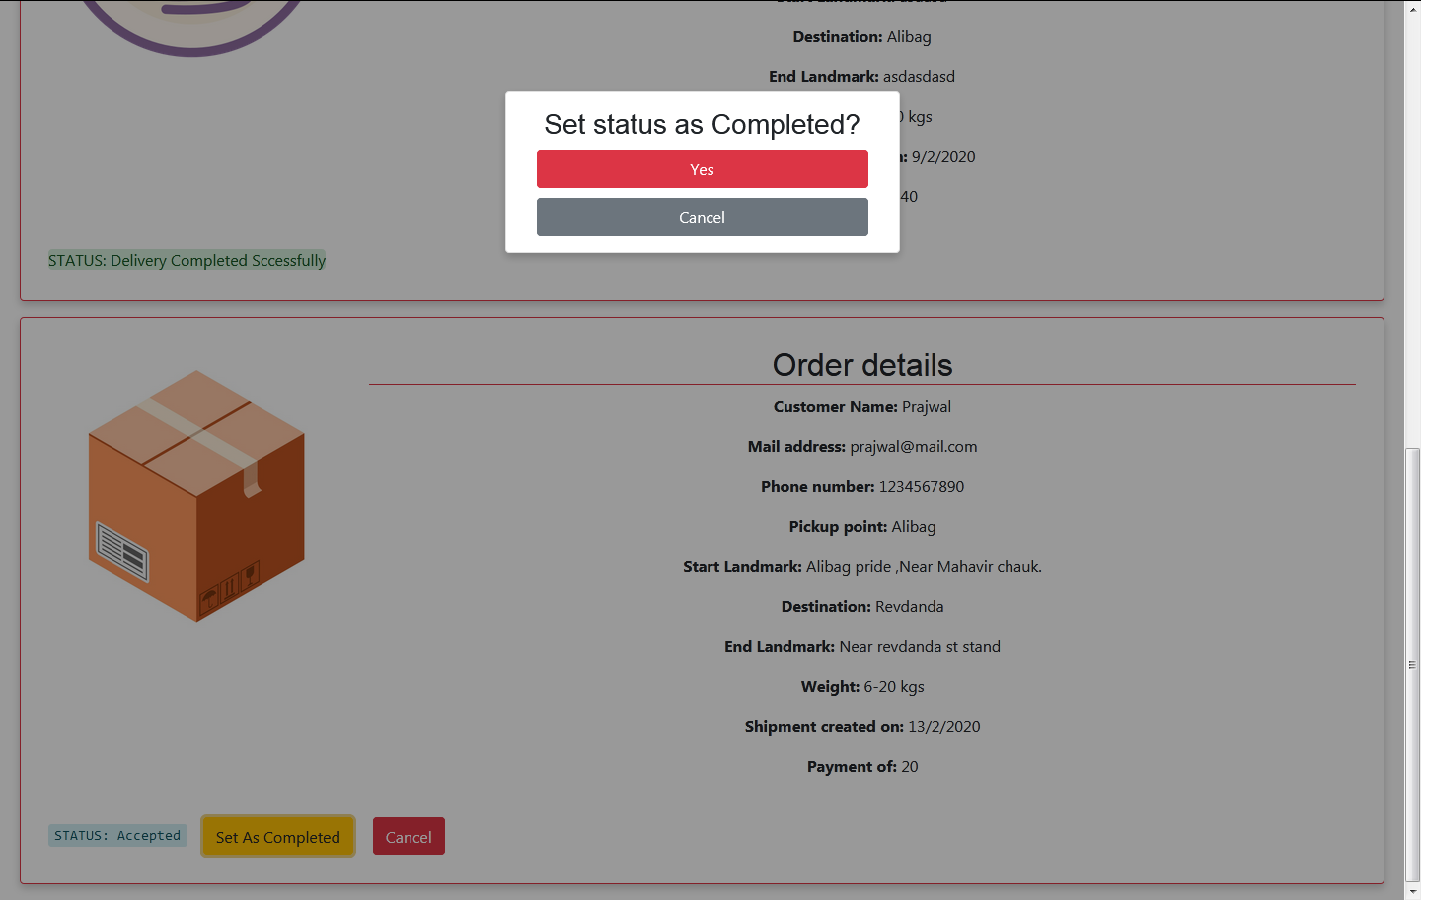 Destination: Alibag
End Landmark: asdasdasd
Set status as Completed?
kgs
Yes
9/2/2020
40
Cancel
STATUS: Delivery Completed Sccessfully
Order details
Customer Name: Prajwal
Mail address: prajwal@mail.com
Phone number: 1234567890
Pickup point: Alibag
Start Landmark: Alibag pride ,Near Mahavir chauk.
Destination: Revdanda
End Landmark: Near revdanda st stand
Weight: 6-20 kgs
Shipment created on: 13/2/2020
Payment of: 20
STATUS: Accepted Set As Completed Cancel